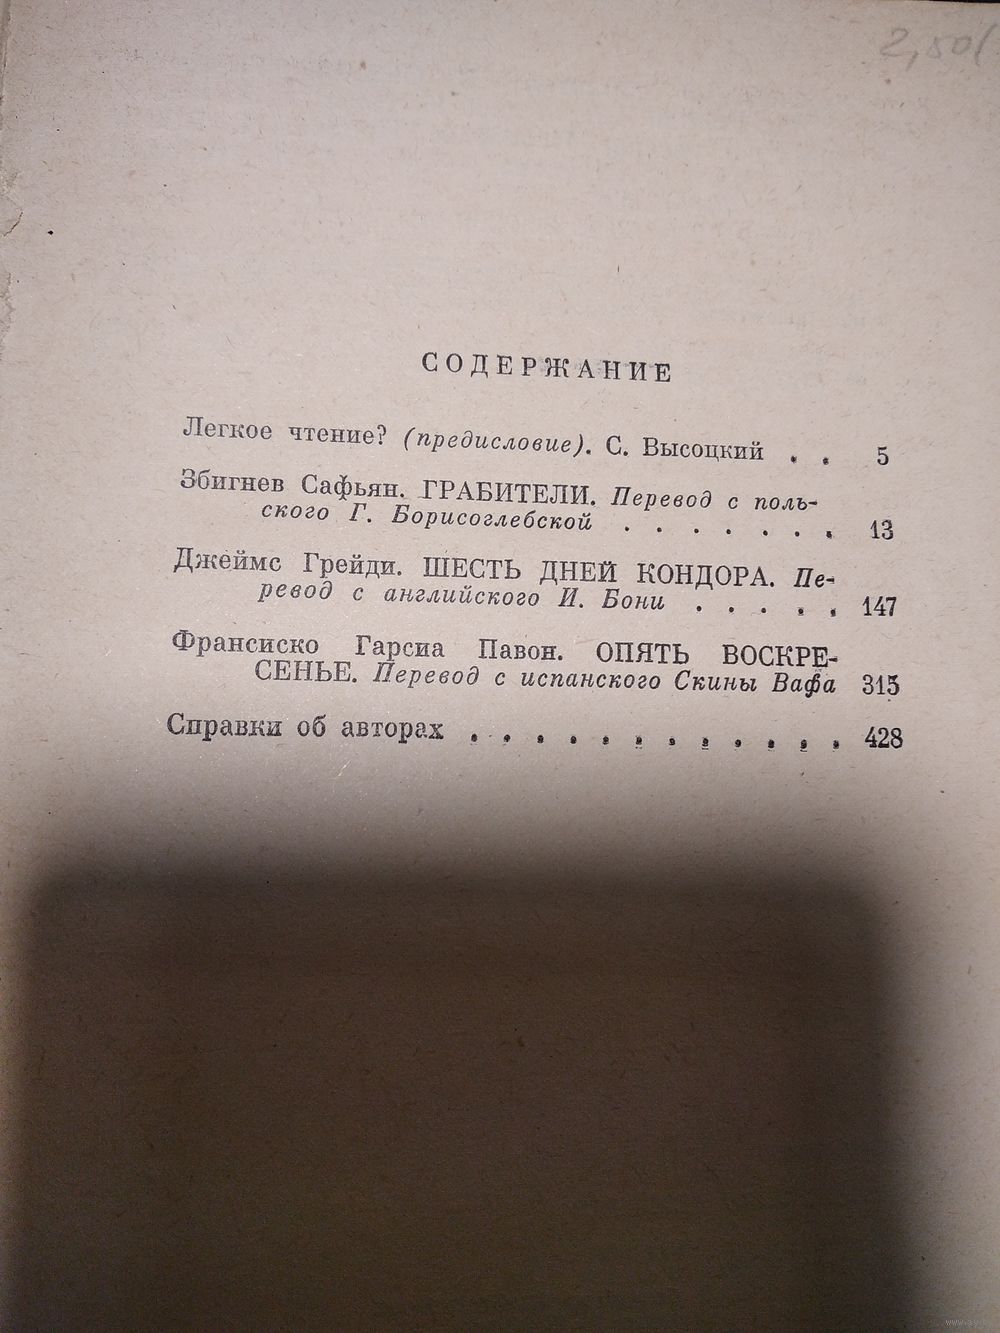 2,50
СОДЕРЖАНИЕ
Легкое чтение? (предисловие). С. Высоцкий . . 5
Збигнев Сафьян. ГРАБИТЕЛИ. Перевод с поль-
ского Г. Борисоглебской . . . . . . . 13
Джеймс Грейди. ШЕСТЬ ДНЕЙ КОНДОРА. Пе-
ревод с английского И. Бони . . . . . 147
Франсиско Гарсиа Павон. ОПЯТЬ ВОСКРЕ-
СЕНЬЕ. Перевод с испанского Скины Вафа 315
Справки об авторах . . . . . . . . . . . . 428